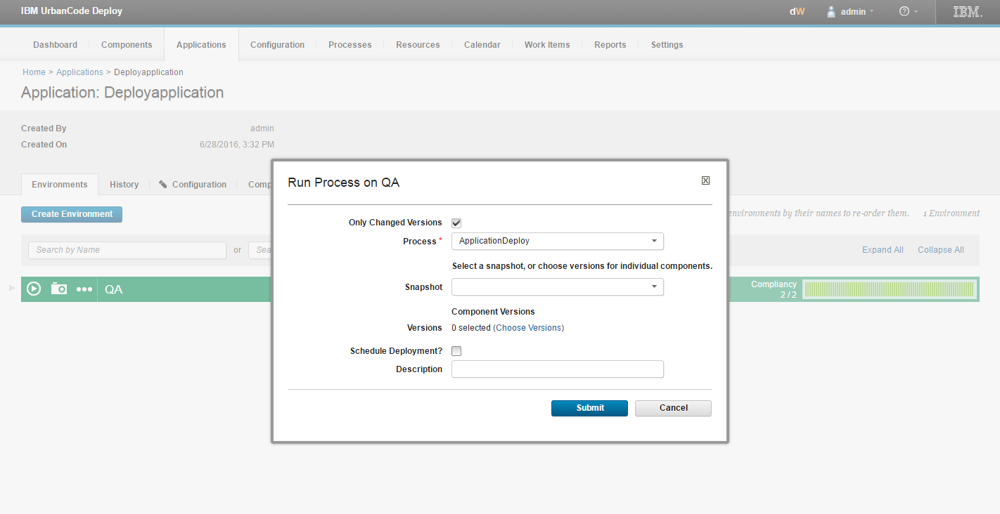 IBM UrbanCode Deploy
dW
admin
?
IBM
Dashboard
Components
Applications
Configuration
Processes
Resources
Calendar
Work Items
Reports
Settings
Home > Applications > Deployapplication
Application: Deployapplication
Created By admin
Created On 6/28/2016, 3:32 PM
Environments
History
Configuration
Comp
Create Environment
environments by their names to re-order them.
1 Environment
Search by Name
or
Sea
Expand All
Collapse All
QA
Compliancy
2 / 2
Run Process on QA
X
Only Changed Versions
Process * ApplicationDeploy
Select a snapshot, or choose versions for individual components.
Snapshot
Component Versions
Versions 0 selected (Choose Versions)
Schedule Deployment?
Description
Submit
Cancel